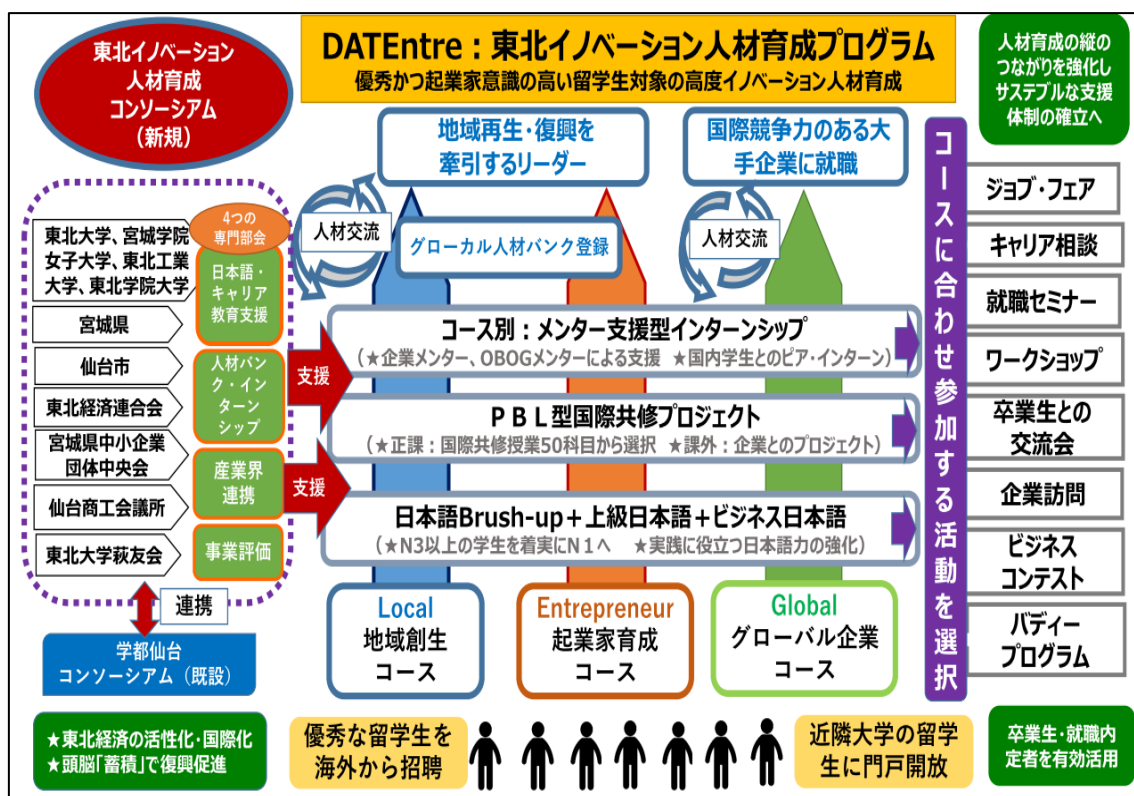 東北イノベーション
人材育成
コンソーシアム
(新規)
DATEntre：東北イノベーション人材育成プログラム
優秀かつ起業家意識の高い留学生対象の高度イノベーション人材育成
人材育成の縦の
つながりを強化し
サステブルな支援
体制の確立へ
地域再生・復興を
牽引するリーダー
国際競争力のある大
手企業に就職
人材交流
グローカル人材バンク登録
人材交流
4つの
専門部会
東北大学、宮城学院
女子大学、東北工業
大学、東北学院大学
宮城県
仙台市
東北経済連合会
宮城県中小企業
団体中央会
仙台商工会議所
東北大学萩友会
日本語・
キャリア
教育支援
人材バン
ク・イン
ターン
シップ
産業界
連携
事業評価
支援
支援
コース別：メンター支援型インターンシップ
（★企業メンター、OBOGメンターによる支援 ★国内学生とのピア・インターン）
ＰＢＬ型国際共修プロジェクト
（★正課：国際共修授業50科目から選択 ★課外：企業とのプロジェクト）
日本語Brush-up＋上級日本語＋ビジネス日本語
（★N3以上の学生を着実にN１へ ★実践に役立つ日本語力の強化）
Local
地域創生
コース
Entrepreneur
起業家育成
コース
Global
グローバル企業
コース
コースに合わせ参加する活動を選択
ジョブ・フェア
キャリア相談
就職セミナー
ワークショップ
卒業生との
交流会
企業訪問
ビジネス
コンテスト
バディー
プログラム
連携
学都仙台
コンソーシアム（既設）
★東北経済の活性化・国際化
★頭脳「蓄積」で復興促進
優秀な留学生を
海外から招聘
近隣大学の留学
生に門戸開放
卒業生・就職内
定者を有効活用